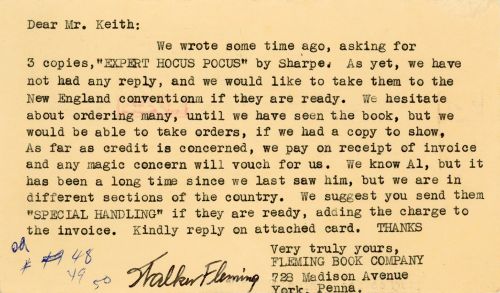 Dear Mr. Keith:
We wrote some time ago, asking for
3 copies,"EXPERT HOCUS POCUS" by Sharpe. As yet, we have
not had any reply, and we would like to take them to the
New England conventionm if they are ready. We hesitate
about ordering many, until we have seen the book, but we
would be able to take orders, if we had a copy to show.
As far as credit is concerned, we pay on receipt of invoice
and any magic concern will vouch for us. We know Al, but it
has been a long time since we last saw him, but we are in
different sections of the country. We suggest you send them
"SPECIAL HANDLING" if they are ready, adding the charge to
the invoice. Kindly reply on attached card. THANKS
Very truly yours,
FLEMING BOOK COMPANY
728 Madison Avenue
York, Penna.
Walker Fleming
48
49
50